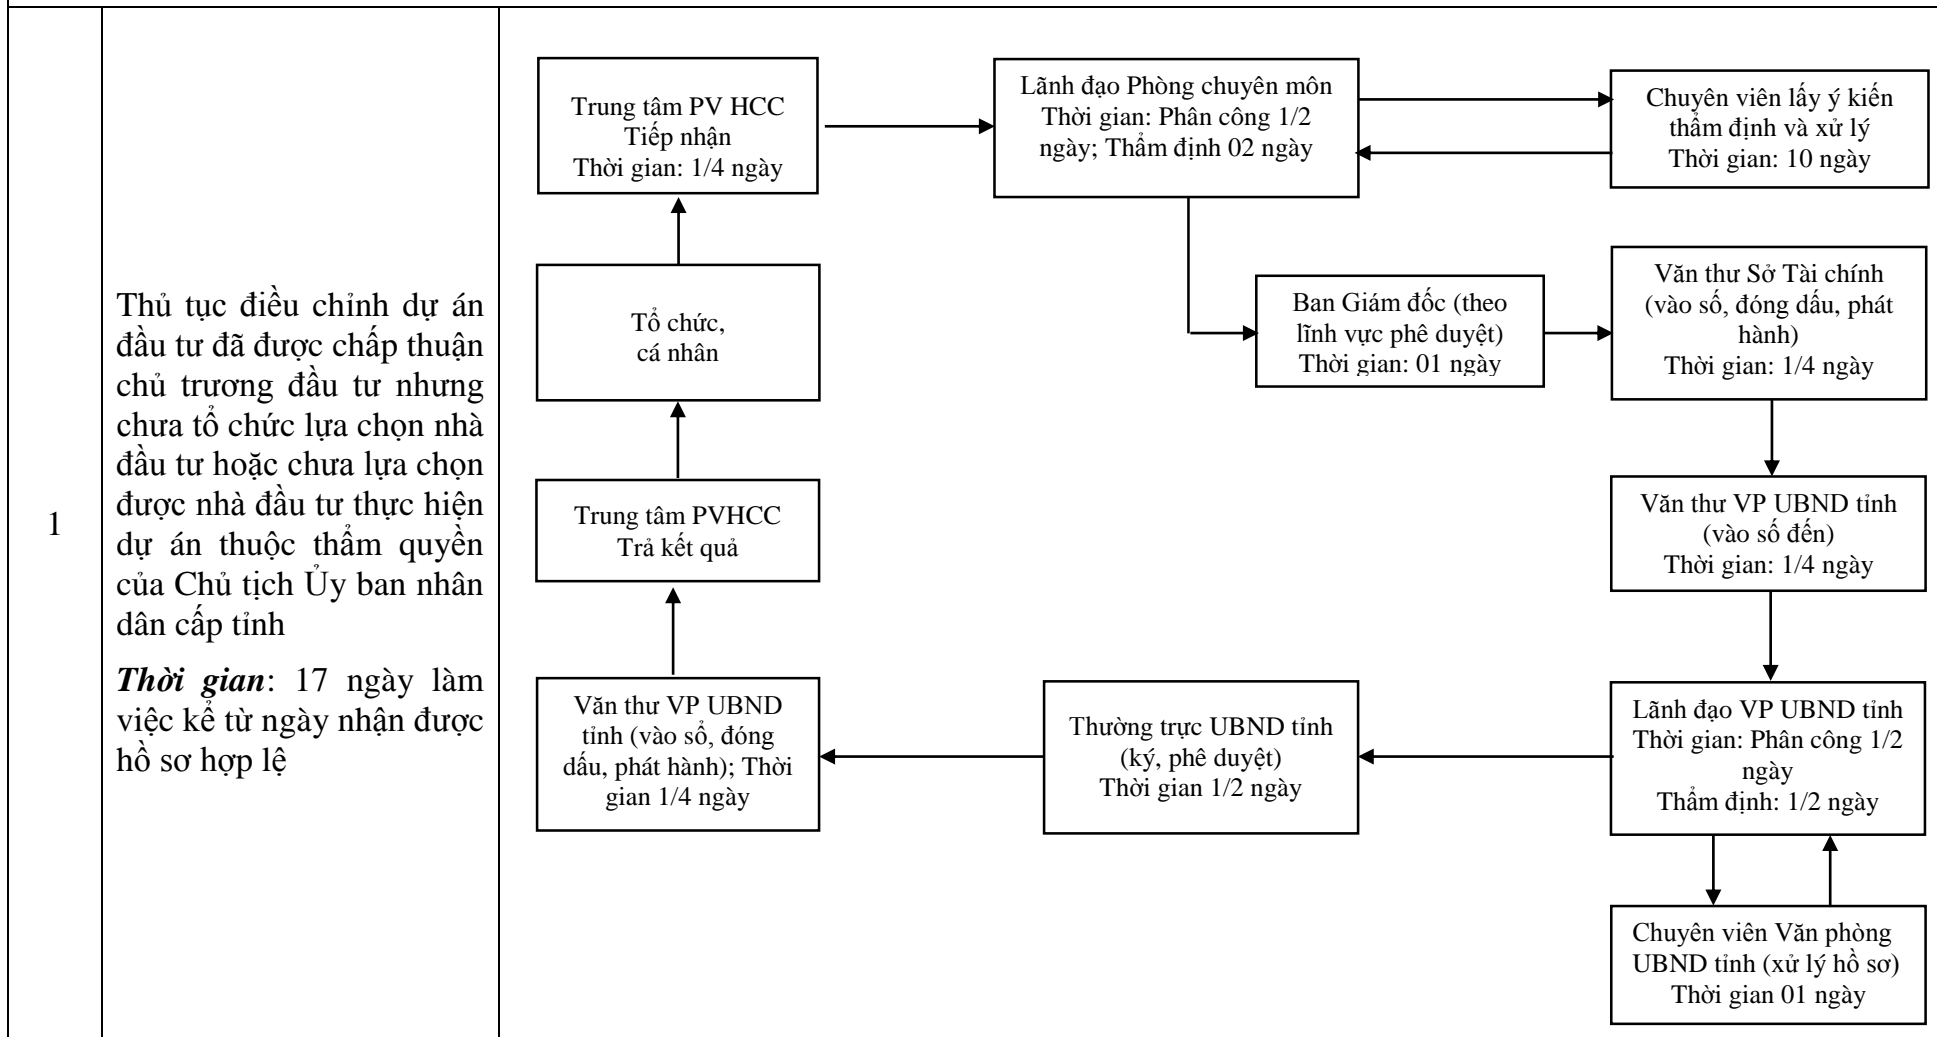 1
Thủ tục điều chỉnh dự án
đầu tư đã được chấp thuận
chủ trương đầu tư nhưng
chưa tổ chức lựa chọn nhà
đầu tư hoặc chưa lựa chọn
được nhà đầu tư thực hiện
dự án thuộc thẩm quyền
của Chủ tịch Ủy ban nhân
dân cấp tỉnh
Thời gian: 17 ngày làm
việc kể từ ngày nhận được
hồ sơ hợp lệ
Trung tâm PV HCC
Tiếp nhận
Thời gian: 1/4 ngày
Lãnh đạo Phòng chuyên môn
Thời gian: Phân công 1/2
ngày; Thẩm định 02 ngày
Chuyên viên lấy ý kiến
thẩm định và xử lý
Thời gian: 10 ngày
Tổ chức,
cá nhân
Ban Giám đốc (theo
lĩnh vực phê duyệt)
Thời gian: 01 ngày
Văn thư Sở Tài chính
(vào số, đóng dấu, phát
hành)
Thời gian: 1/4 ngày
Trung tâm PVHCC
Trả kết quả
Văn thư VP UBND tỉnh
(vào số đến)
Thời gian: 1/4 ngày
Văn thư VP UBND
tỉnh (vào sổ, đóng
dấu, phát hành); Thời
gian 1/4 ngày
Thường trực UBND tỉnh
(ký, phê duyệt)
Thời gian 1/2 ngày
Lãnh đạo VP UBND tỉnh
Thời gian: Phân công 1/2
ngày
Thẩm định: 1/2 ngày
Chuyên viên Văn phòng
UBND tỉnh (xử lý hồ sơ)
Thời gian 01 ngày